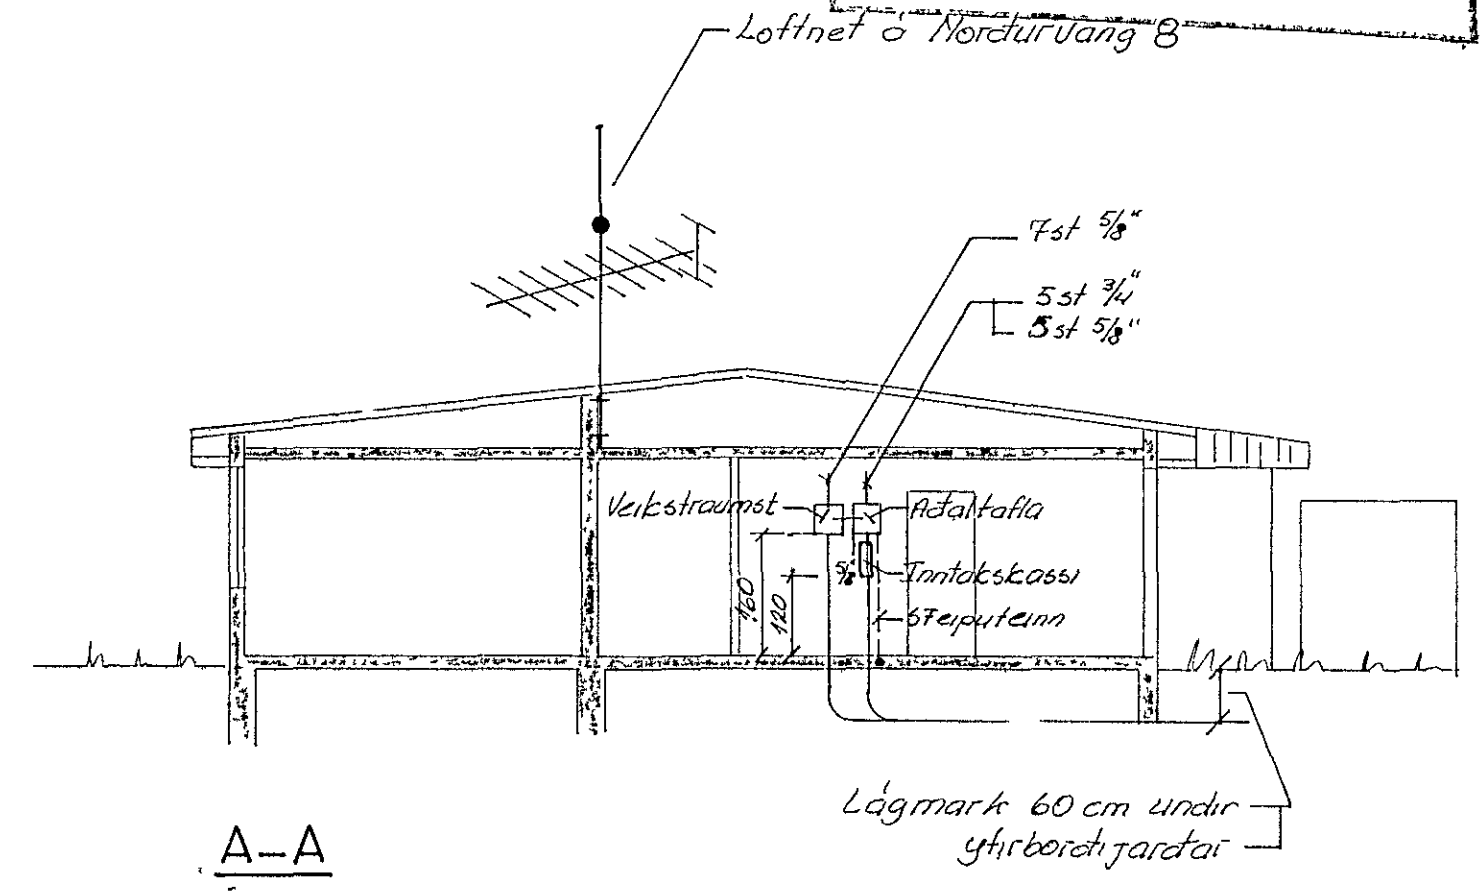 Loftnet á Norðurvang 8
7st 5/8"
5st 3/4"
5st 5/8"
Veikstraumst
Aðaltafla
5/8"
Inntakskassi
160
120
Steyputeinn
Lágmark 60 cm undir
yfirborði jarðar
A-A